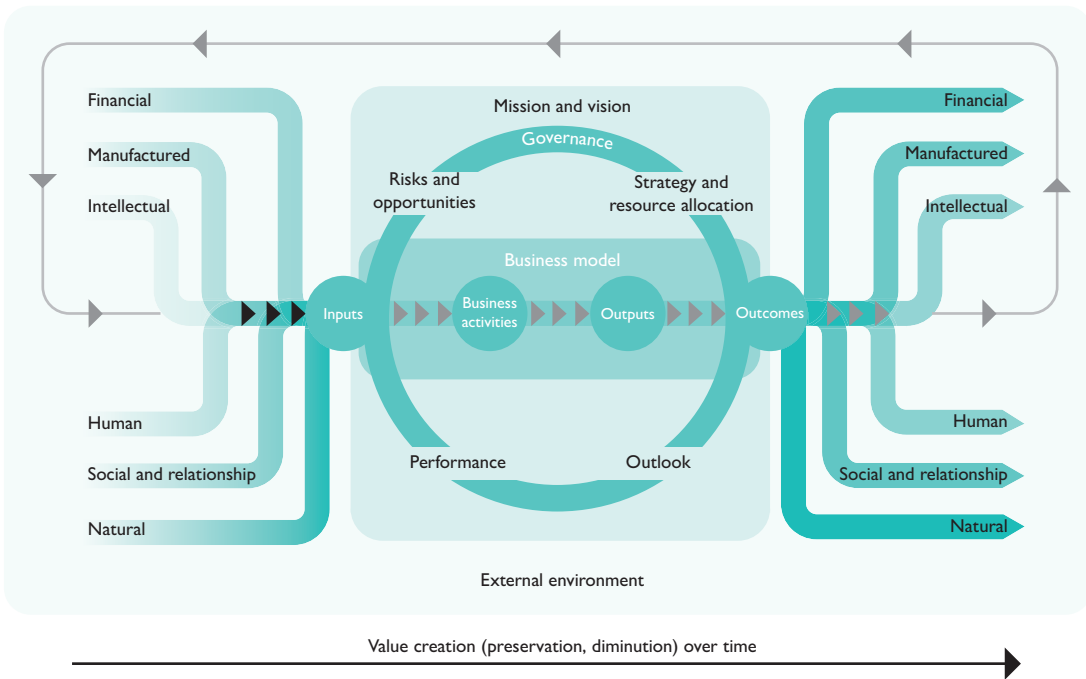 Financial
Manufactured
Intellectual
Human
Social and relationship
Natural
Mission and vision
Governance
Risks and
opportunities
Strategy and
resource allocation
Business model
Inputs
Business
activities
Outputs
Outcomes
Performance
Outlook
Financial
Manufactured
Intellectual
Human
Social and relationship
Natural
External environment
Value creation (preservation, diminution) over time